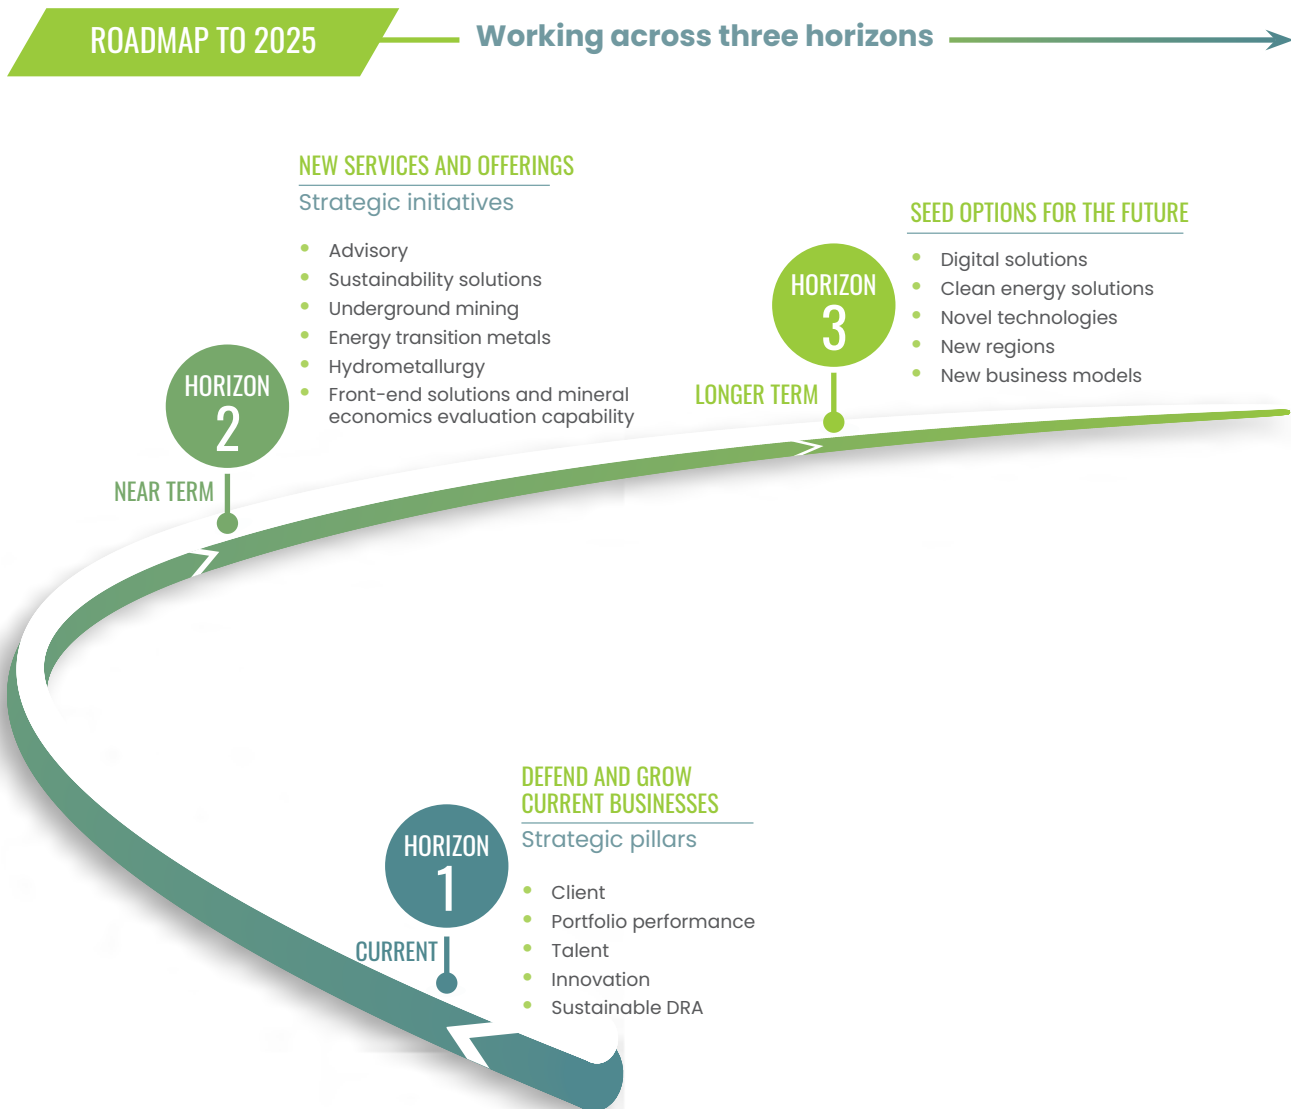 ROADMAP TO 2025
Working across three horizons
NEW SERVICES AND OFFERINGS
Strategic initiatives
Advisory
Sustainability solutions
Underground mining
Energy transition metals
Hydrometallurgy
Front-end solutions and mineral
economics evaluation capability
HORIZON
2
NEAR TERM
SEED OPTIONS FOR THE FUTURE
Digital solutions
Clean energy solutions
Novel technologies
New regions
New business models
HORIZON
3
LONGER TERM
DEFEND AND GROW
CURRENT BUSINESSES
Strategic pillars
Client
Portfolio performance
Talent
Innovation
Sustainable DRA
HORIZON
1
CURRENT